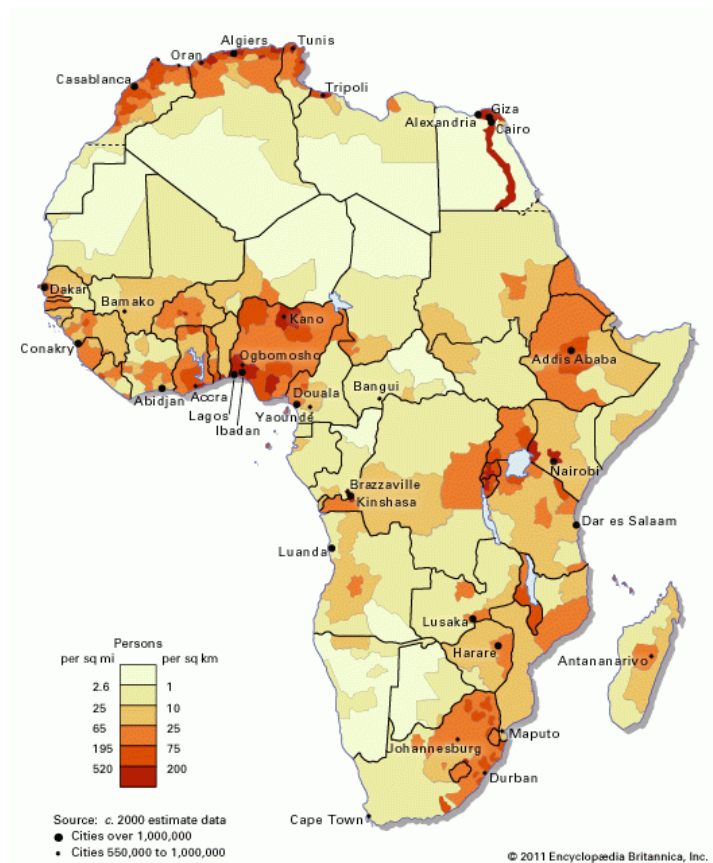 Algiers
Tunis
Oran
Casablanca
Tripoli
Giza
Alexandria
Cairo
Dakar
Bamako
Kano
Conakry
Ogbomosho
Addis Ababa
Abidjan
Accra
Douala
Bangui
Lagos
Yaoundé
Ibadan
Nairobi
Brazzaville
Kinshasa
Dar es Salaam
Luanda
Lusaka
Harare
Antananarivo
Maputo
Johannesburg
Durban
Cape Town
Persons
per sq mi per sq km
2.6 1
25 10
65 25
195 75
520 200
Source: c. 2000 estimate data
Cities over 1,000,000
Cities 550,000 to 1,000,000
© 2011 Encyclopædia Britannica, Inc.